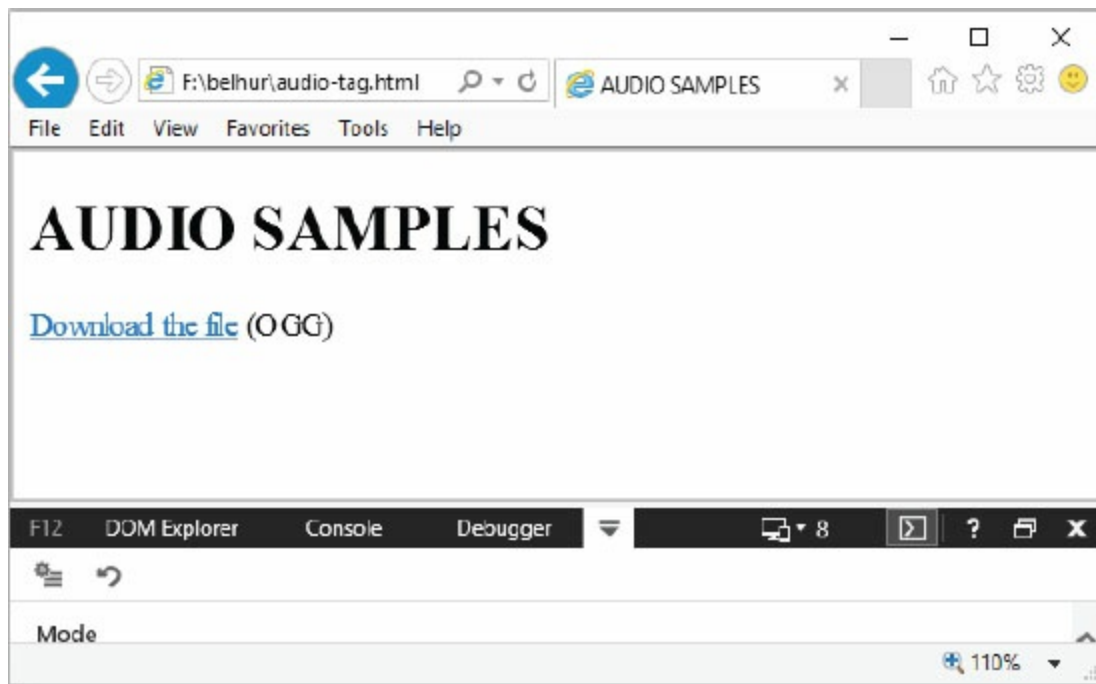 F:\belhur\audio-tag.html
AUDIO SAMPLES
File Edit View Favorites Tools Help
AUDIO SAMPLES
Download the file (OGG)
F12 DOM Explorer Console Debugger 8 ?
Mode
110%